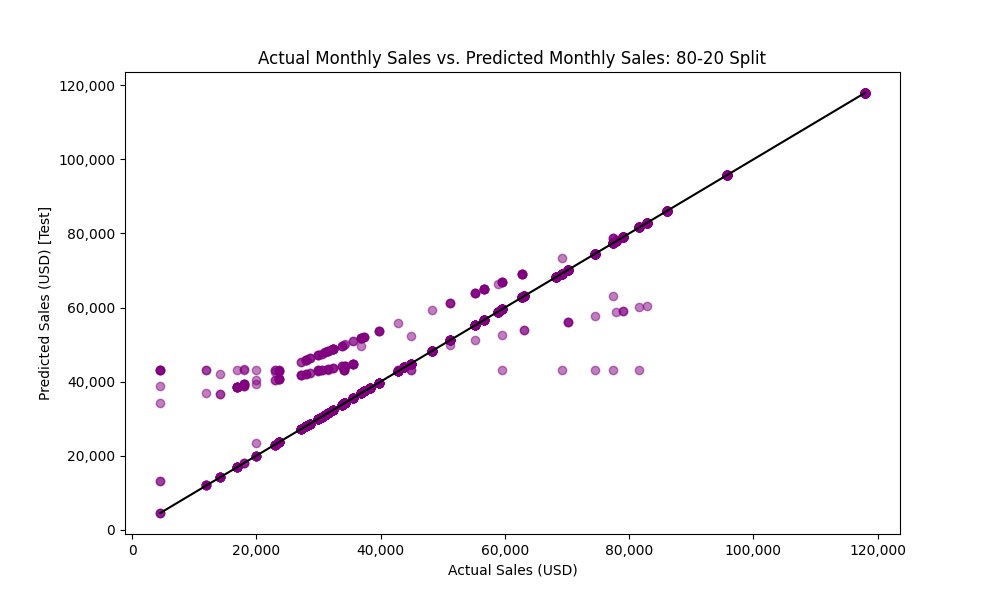 Actual Monthly Sales vs. Predicted Monthly Sales: 80-20 Split
Predicted Sales (USD) [Test]
120,000
100,000
80,000
60,000
40,000
20,000
0
0 20,000 40,000 60,000 80,000 100,000 120,000
Actual Sales (USD)